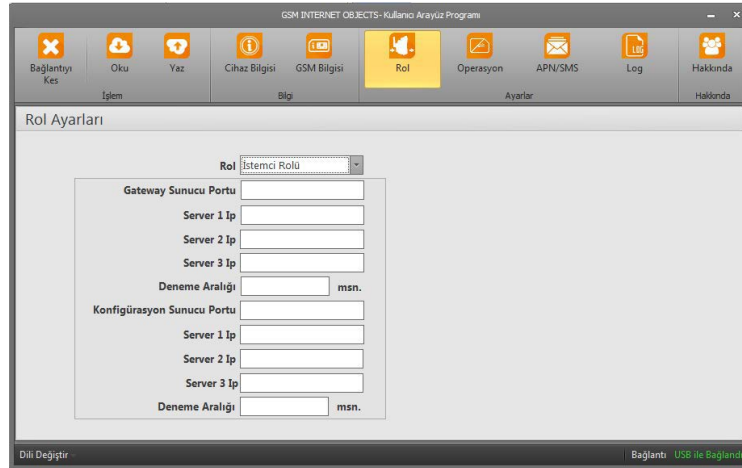 GSM INTERNET OBJECTS- Kullanıcı Arayüz Programı
Bağlantıyı Kes
Oku
Yaz
Cihaz Bilgisi
GSM Bilgisi
Rol
Operasyon
APN/SMS
LOG
Log
Hakkında
İşlem
Bilgi
Ayarlar
Hakkında
Rol Ayarları
Rol İstemci Rolü
Gateway Sunucu Portu
Server 1 Ip
Server 2 Ip
Server 3 Ip
Deneme Aralığı msn.
Konfigürasyon Sunucu Portu
Server 1 Ip
Server 2 Ip
Server 3 Ip
Deneme Aralığı msn.
Dili Değiştir
Bağlantı USB ile Bağlandı